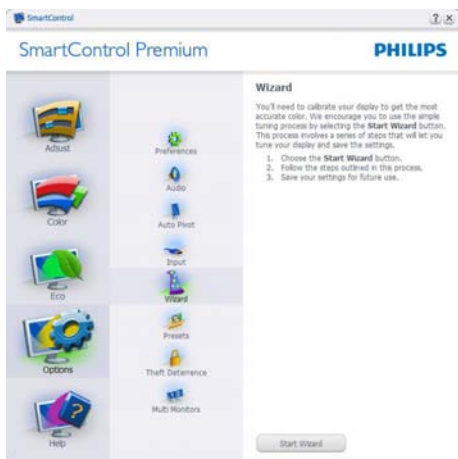 SmartControl
SmartControl Premium
PHILIPS
Adjust
Color
Eco
Options
Help
Preferences
Audio
Auto Pivot
Input
Wizard
Presets
Theft Deterrence
Multi Monitors
Wizard
You'll need to calibrate your display to get the most
accurate color. We encourage you to use the simple
tuning process by selecting the Start Wizard button.
This process involves a series of steps that will let you
tune your display and save the settings.
1. Choose the Start Wizard button.
2. Follow the steps outlined in this process.
3. Save your settings for future use.
Start Wizard